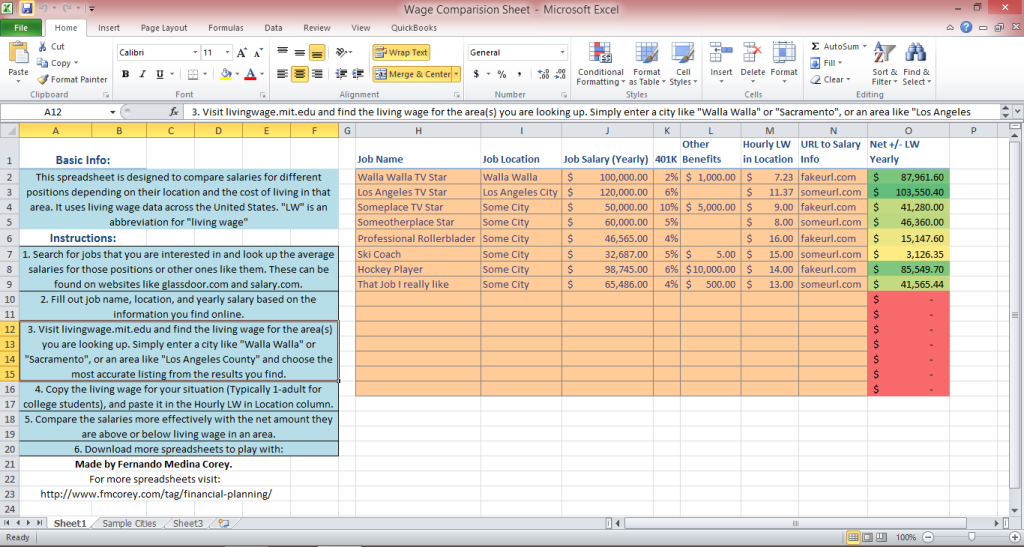 Wage Comparision Sheet - Microsoft Excel
File Home Insert Page Layout Formulas Data Review View QuickBooks
Paste
Cut
Copy
Format Painter
Clipboard
Calibri 11 A A
B I U A
Font
Wrap Text
Merge & Center
Alignment
General
$ % ,
Number
Conditional Formatting
Format as Table
Cell Styles
Styles
Insert Delete Format
Cells
Σ AutoSum
Fill
Clear
Sort & Filter
Find & Select
Editing
A12 fx 3. Visit livingwage.mit.edu and find the living wage for the area(s) you are looking up. Simply enter a city like "Walla Walla" or "Sacramento", or an area like "Los Angeles
A B C D E F G H I J K L M N O P
1 Basic Info:
2 This spreadsheet is designed to compare salaries for different
3 positions depending on their location and the cost of living in that
4 area. It uses living wage data across the United States. "LW" is an
5 abbreviation for "living wage"
6 Instructions:
7 1. Search for jobs that you are interested in and look up the average
8 salaries for those positions or other ones like them. These can be
9 found on websites like glassdoor.com and salary.com.
10 2. Fill out job name, location, and yearly salary based on the
11 information you find online.
12 3. Visit livingwage.mit.edu and find the living wage for the area(s)
13 you are looking up. Simply enter a city like "Walla Walla" or
14 "Sacramento", or an area like "Los Angeles County" and choose the
15 most accurate listing from the results you find.
16 4. Copy the living wage for your situation (Typically 1-adult for
17 college students), and paste it in the Hourly LW in Location column.
18 5. Compare the salaries more effectively with the net amount they
19 are above or below living wage in an area.
20 6. Download more spreadsheets to play with:
21 Made by Fernando Medina Corey.
22 For more spreadsheets visit:
23 http://www.fmcorey.com/tag/financial-planning/
24
Job Name Job Location Job Salary (Yearly) 401K Other Benefits Hourly LW in Location URL to Salary Info Net +/- LW Yearly
Walla Walla TV Star Walla Walla $ 100,000.00 2% $ 1,000.00 $ 7.23 fakeurl.com $ 87,961.60
Los Angeles TV Star Los Angeles City $ 120,000.00 6% $ 11.37 someurl.com $ 103,550.40
Someplace TV Star Some City $ 50,000.00 10% $ 5,000.00 $ 9.00 fakeurl.com $ 41,280.00
Someotherplace Star Some City $ 60,000.00 5% $ 8.00 someurl.com $ 46,360.00
Professional Rollerblader Some City $ 46,565.00 4% $ 16.00 fakeurl.com $ 15,147.60
Ski Coach Some City $ 32,687.00 5% $ 5.00 $ 15.00 someurl.com $ 3,126.35
Hockey Player Some City $ 98,745.00 6% $10,000.00 $ 14.00 fakeurl.com $ 85,549.70
That Job I really like Some City $ 65,486.00 4% $ 500.00 $ 13.00 someurl.com $ 41,565.44
$ -
$ -
$ -
$ -
$ -
$ -
$ -
Sheet1 Sample Cities Sheet3
Ready 100%